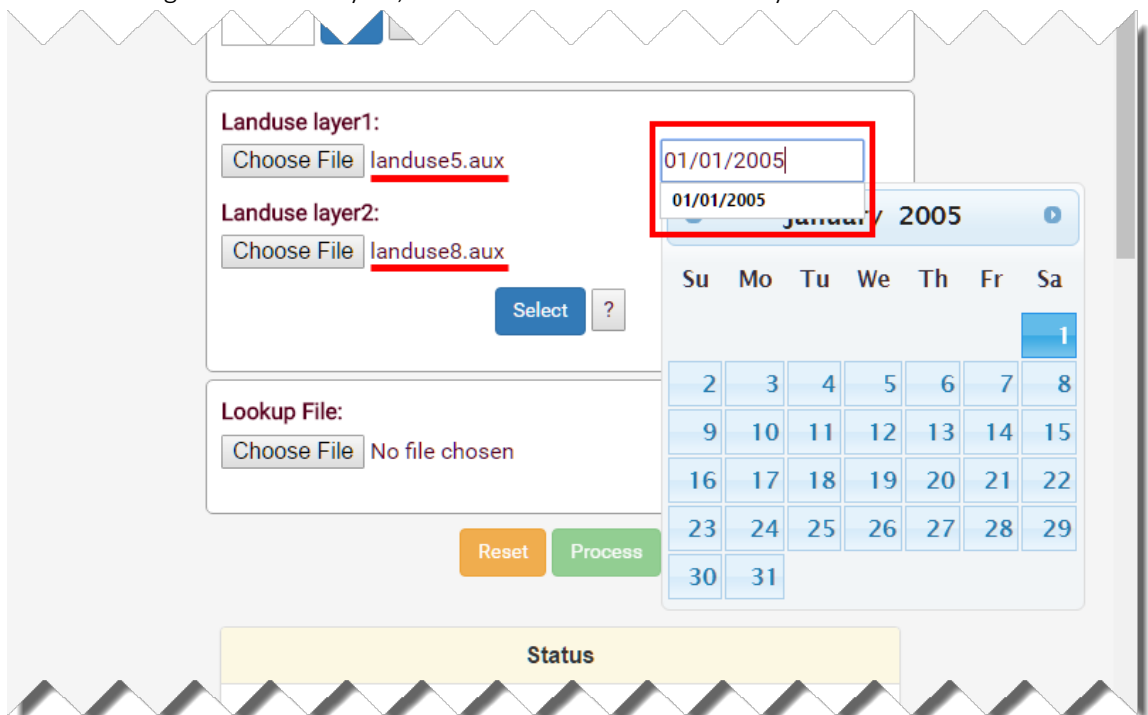 Landuse layer1:
Choose File landuse5.aux
01/01/2005
01/01/2005
Landuse layer2:
Choose File landuse8.aux
Select ?
January 2005
Su Mo Tu We Th Fr Sa
1
2 3 4 5 6 7 8
9 10 11 12 13 14 15
16 17 18 19 20 21 22
23 24 25 26 27 28 29
30 31
Lookup File:
Choose File No file chosen
Reset Process
Status